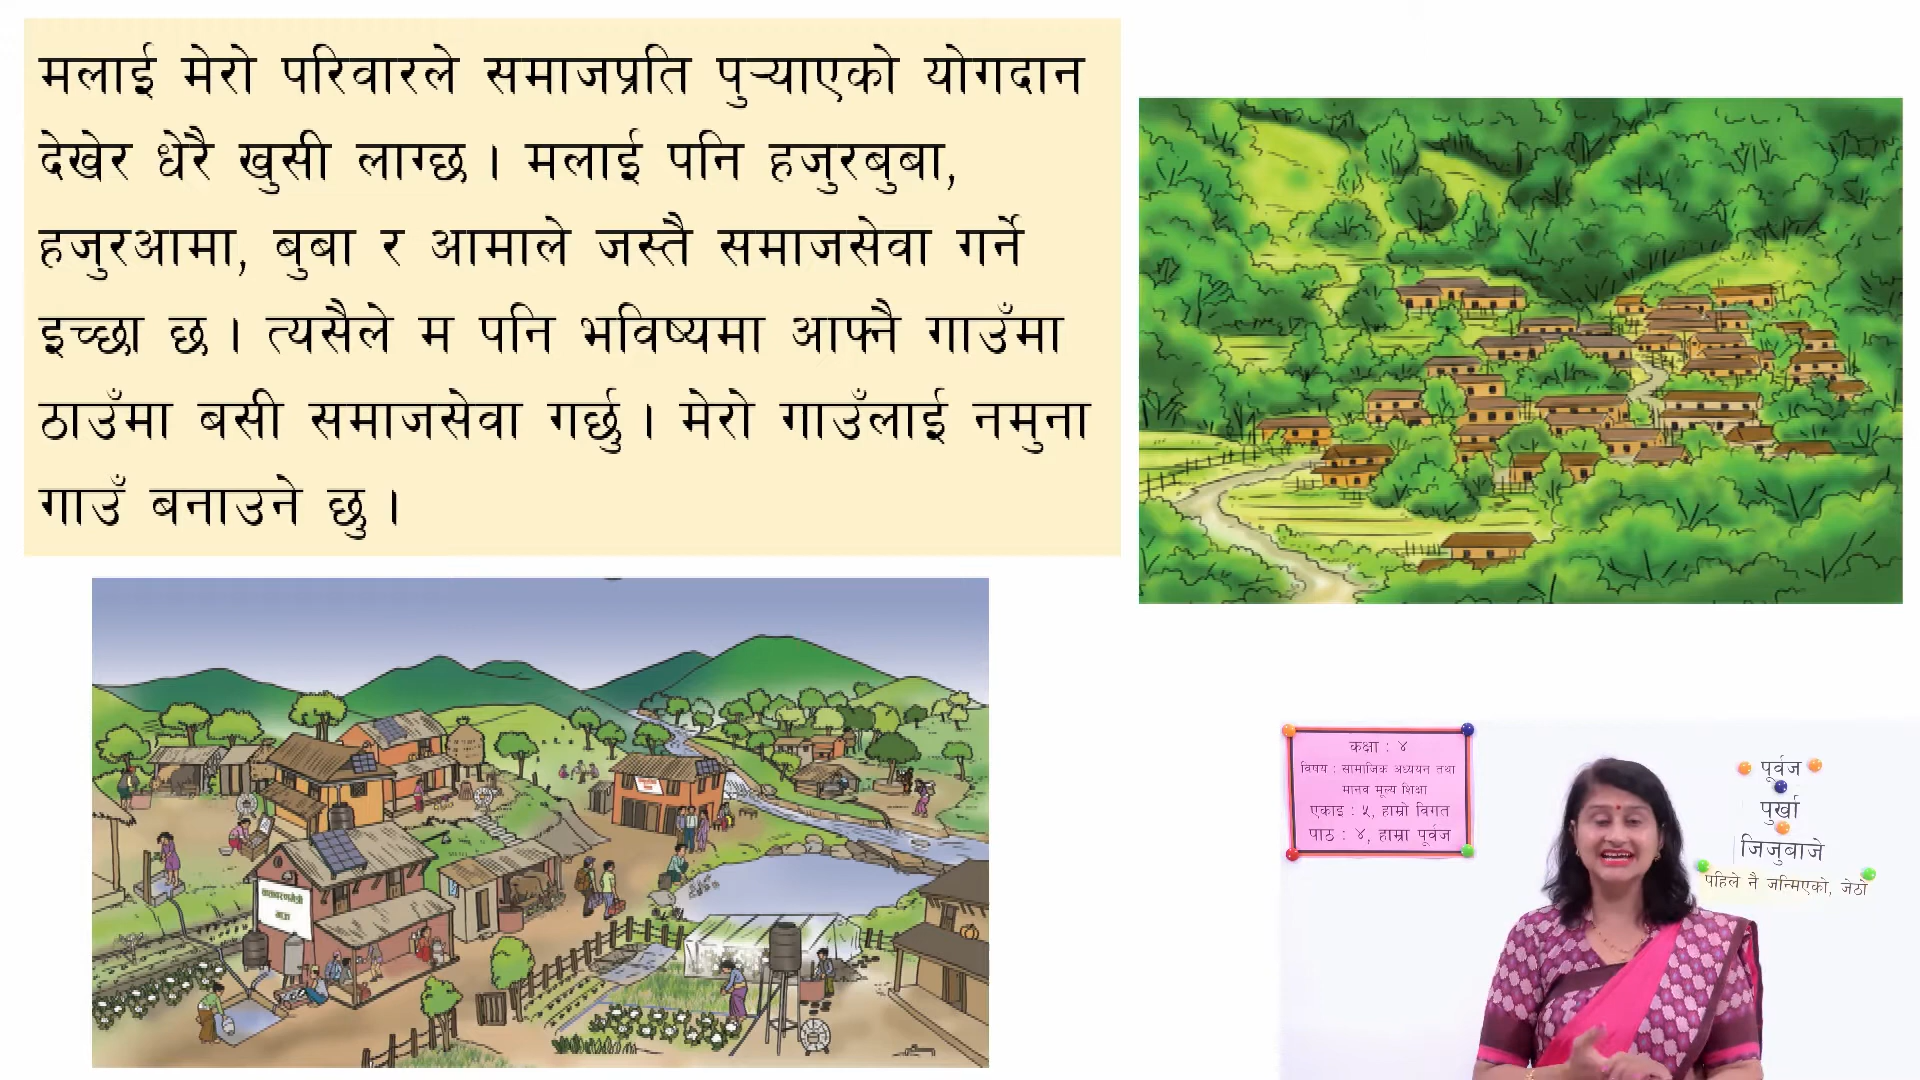 मलाई मेरो परिवारले समाजप्रति पुऱ्याएको योगदान
देखेर धेरै खुसी लाग्छ । मलाई पनि हजुरबुबा,
हजुरआमा, बुबा र आमाले जस्तै समाजसेवा गर्ने
इच्छा छ । त्यसैले म पनि भविष्यमा आफ्नै गाउँमा
ठाउँमा बसी समाजसेवा गर्छु । मेरो गाउँलाई नमुना
गाउँ बनाउने छु ।
कक्षा : ४
विषय : सामाजिक अध्ययन तथा
मानव मूल्य शिक्षा
एकाइ : ५, हाम्रो विगत
पाठ : ४, हाम्रा पूर्वज
पूर्वज
पुर्खा
जिजुबाजे
पहिले नै जन्मिएको, जेठो